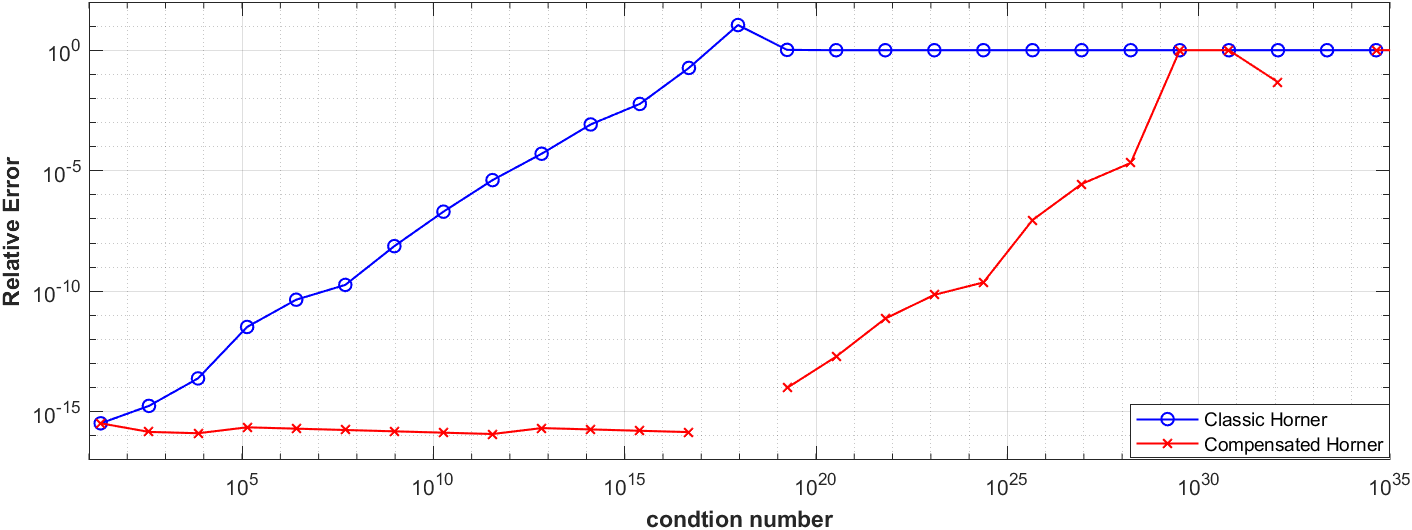 10^0
10^-5
10^-10
10^-15
Relative Error
10^5 10^10 10^15 10^20 10^25 10^30 10^35
condtion number
Classic Horner
Compensated Horner